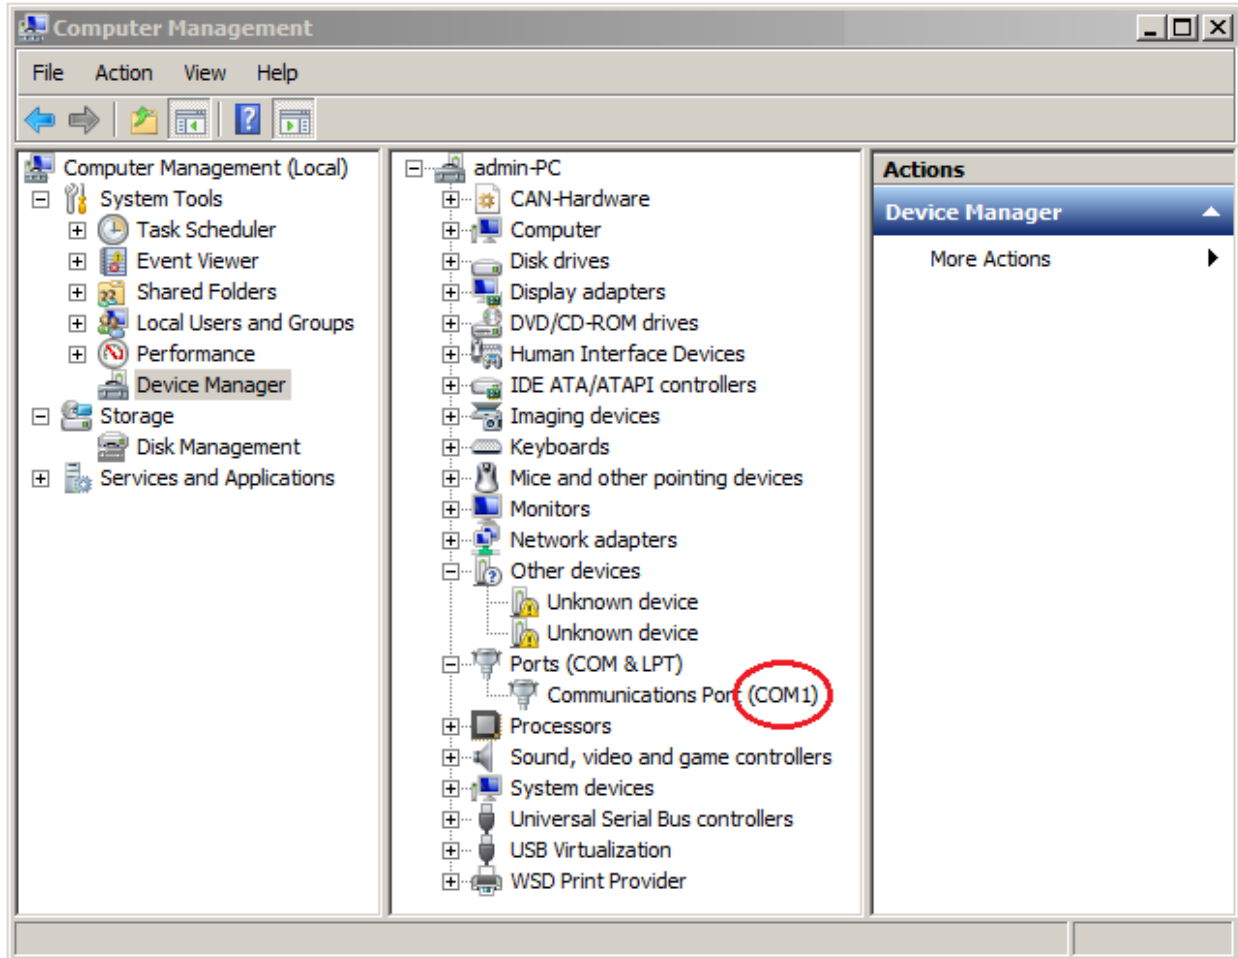 Computer Management
File Action View Help
Computer Management (Local)
System Tools
Task Scheduler
Event Viewer
Shared Folders
Local Users and Groups
Performance
Device Manager
Storage
Disk Management
Services and Applications
admin-PC
CAN-Hardware
Computer
Disk drives
Display adapters
DVD/CD-ROM drives
Human Interface Devices
IDE ATA/ATAPI controllers
Imaging devices
Keyboards
Mice and other pointing devices
Monitors
Network adapters
Other devices
Unknown device
Unknown device
Ports (COM & LPT)
Communications Port (COM1)
Processors
Sound, video and game controllers
System devices
Universal Serial Bus controllers
USB Virtualization
WSD Print Provider
Actions
Device Manager
More Actions